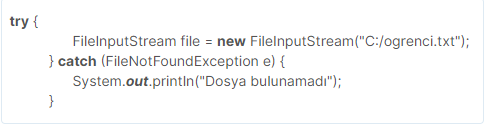 try {
FileInputStream file = new FileInputStream("C:/ogrenci.txt");
} catch (FileNotFoundException e) {
System.out.println("Dosya bulunamadı");
}